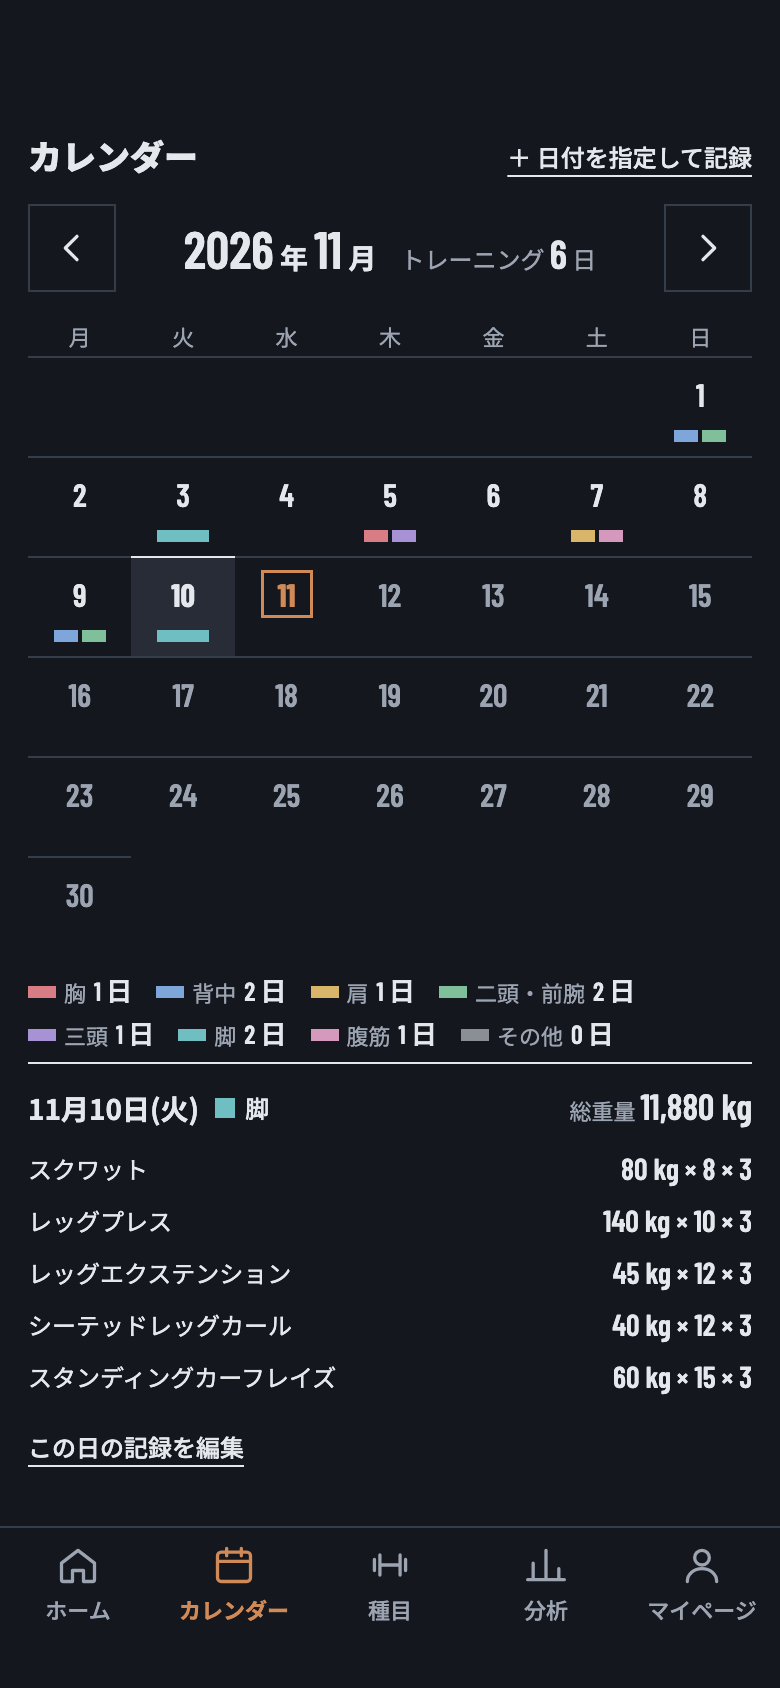 カレンダー
＋ 日付を指定して記録
2026 年 11 月 トレーニング 6 日
月 火 水 木 金 土 日
1
2 3 4 5 6 7 8
9 10 11 12 13 14 15
16 17 18 19 20 21 22
23 24 25 26 27 28 29
30
胸 1 日 背中 2 日 肩 1 日 二頭・前腕 2 日
三頭 1 日 脚 2 日 腹筋 1 日 その他 0 日
11月10日(火) 脚 総重量 11,880 kg
スクワット 80 kg × 8 × 3
レッグプレス 140 kg × 10 × 3
レッグエクステンション 45 kg × 12 × 3
シーテッドレッグカール 40 kg × 12 × 3
スタンディングカーフレイズ 60 kg × 15 × 3
この日の記録を編集
ホーム カレンダー 種目 分析 マイページ